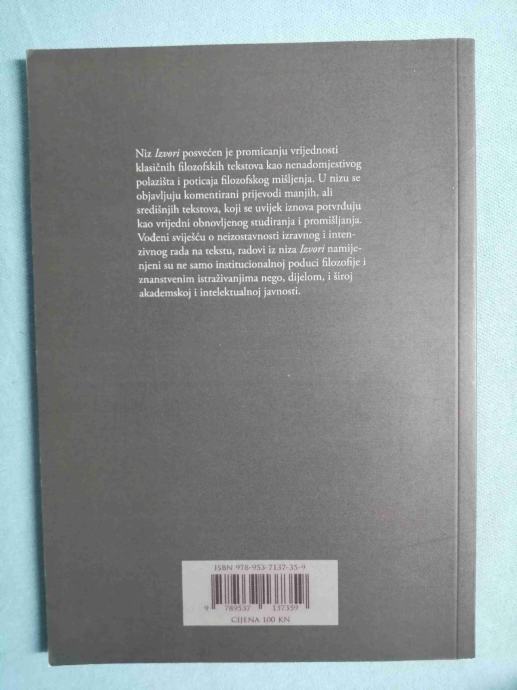 Niz Izvori posvećen je promicanju vrijednosti
klasičnih filozofskih tekstova kao nenadomjestivog
polazišta i poticaja filozofskog mišljenja. U nizu se
objavljuju komentirani prijevodi manjih, ali
središnjih tekstova, koji se uvijek iznova potvrđuju
kao vrijedni obnovljenog studiranja i promišljanja.
Vođeni sviješću o neizostavnosti izravnog i inten-
zivnog rada na tekstu, radovi iz niza Izvori namije-
njeni su ne samo institucionalnoj poduci filozofije i
znanstvenim istraživanjima nego, dijelom, i široj
akademskoj i intelektualnoj javnosti.
ISBN 978-953-7137-35-9
9 789537 137359
CIJENA 100 KN